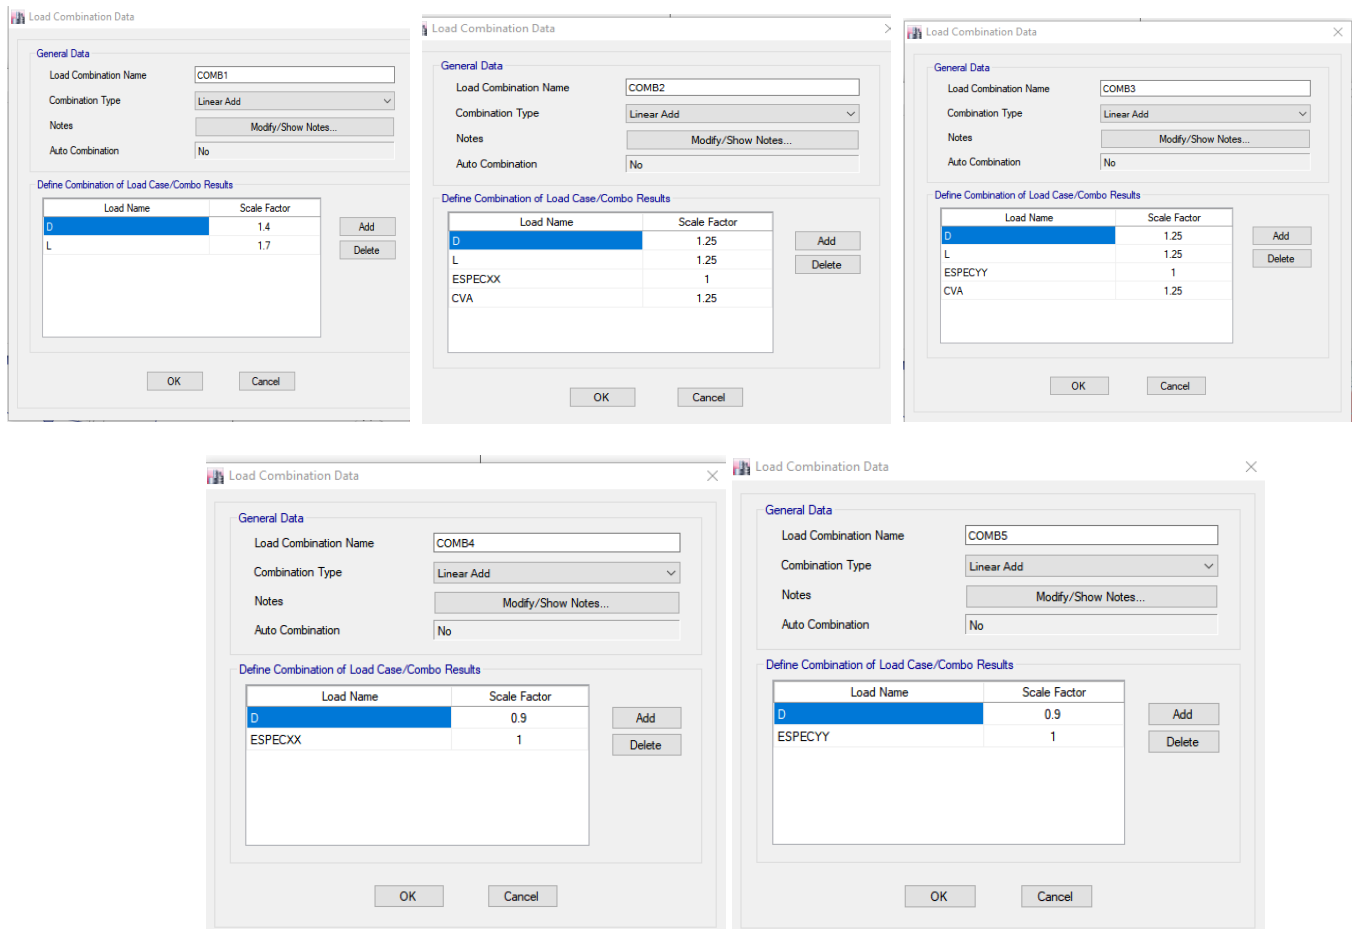 Load Combination Data
General Data
Load Combination Name COMB1
Combination Type Linear Add
Notes Modify/Show Notes...
Auto Combination No
Define Combination of Load Case/Combo Results
Load Name Scale Factor
D 1.4 Add
L 1.7 Delete
OK Cancel
Load Combination Data
General Data
Load Combination Name COMB2
Combination Type Linear Add
Notes Modify/Show Notes...
Auto Combination No
Define Combination of Load Case/Combo Results
Load Name Scale Factor
D 1.25 Add
L 1.25 Delete
ESPECXX 1
CVA 1.25
OK Cancel
Load Combination Data
General Data
Load Combination Name COMB3
Combination Type Linear Add
Notes Modify/Show Notes...
Auto Combination No
Define Combination of Load Case/Combo Results
Load Name Scale Factor
D 1.25 Add
L 1.25 Delete
ESPECYY 1
CVA 1.25
OK Cancel
Load Combination Data
General Data
Load Combination Name COMB4
Combination Type Linear Add
Notes Modify/Show Notes...
Auto Combination No
Define Combination of Load Case/Combo Results
Load Name Scale Factor
D 0.9 Add
ESPECXX 1 Delete
OK Cancel
Load Combination Data
General Data
Load Combination Name COMB5
Combination Type Linear Add
Notes Modify/Show Notes...
Auto Combination No
Define Combination of Load Case/Combo Results
Load Name Scale Factor
D 0.9 Add
ESPECYY 1 Delete
OK Cancel